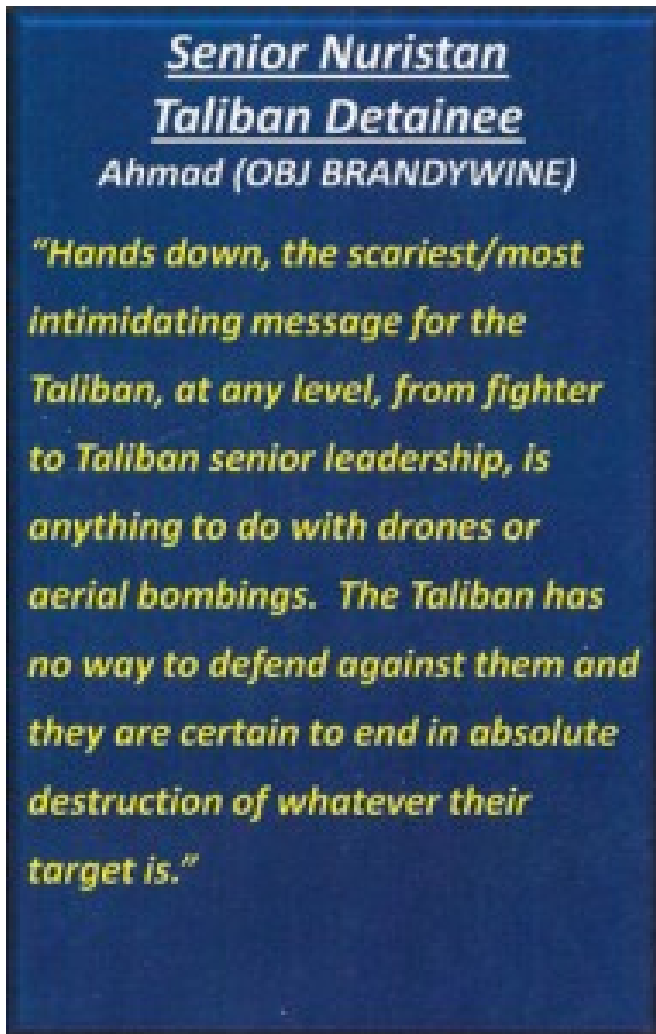 Senior Nuristan
Taliban Detainee
Ahmad (OBJ BRANDYWINE)
"Hands down, the scariest/most
intimidating message for the
Taliban, at any level, from fighter
to Taliban senior leadership, is
anything to do with drones or
aerial bombings.  The Taliban has
no way to defend against them and
they are certain to end in absolute
destruction of whatever their
target is."